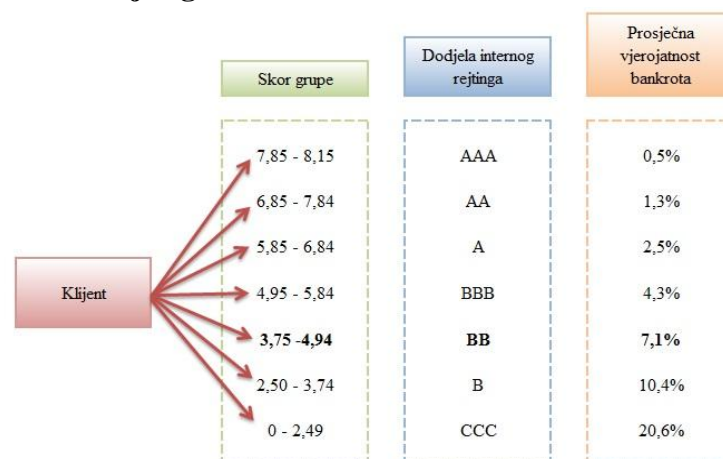 Skor grupe
Dodjela internog
rejtinga
Prosječna
vjerojatnost
bankrota
Klijent
7,85 - 8,15 AAA 0,5%
6,85 - 7,84 AA 1,3%
5,85 - 6,84 A 2,5%
4,95 - 5,84 BBB 4,3%
3,75 -4,94 BB 7,1%
2,50 - 3,74 B 10,4%
0 - 2,49 CCC 20,6%